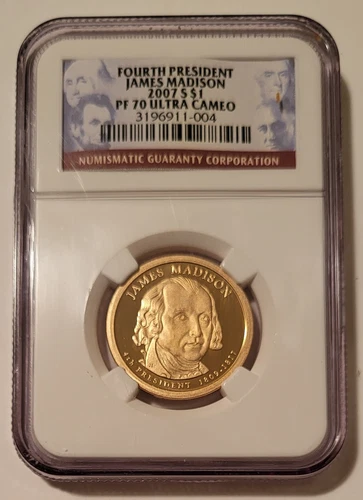 FOURTH PRESIDENT
JAMES MADISON
2007 S $1
PF 70 ULTRA CAMEO
3196911-004
NUMISMATIC GUARANTY CORPORATION
JAMES MADISON
4th PRESIDENT 1809-1817